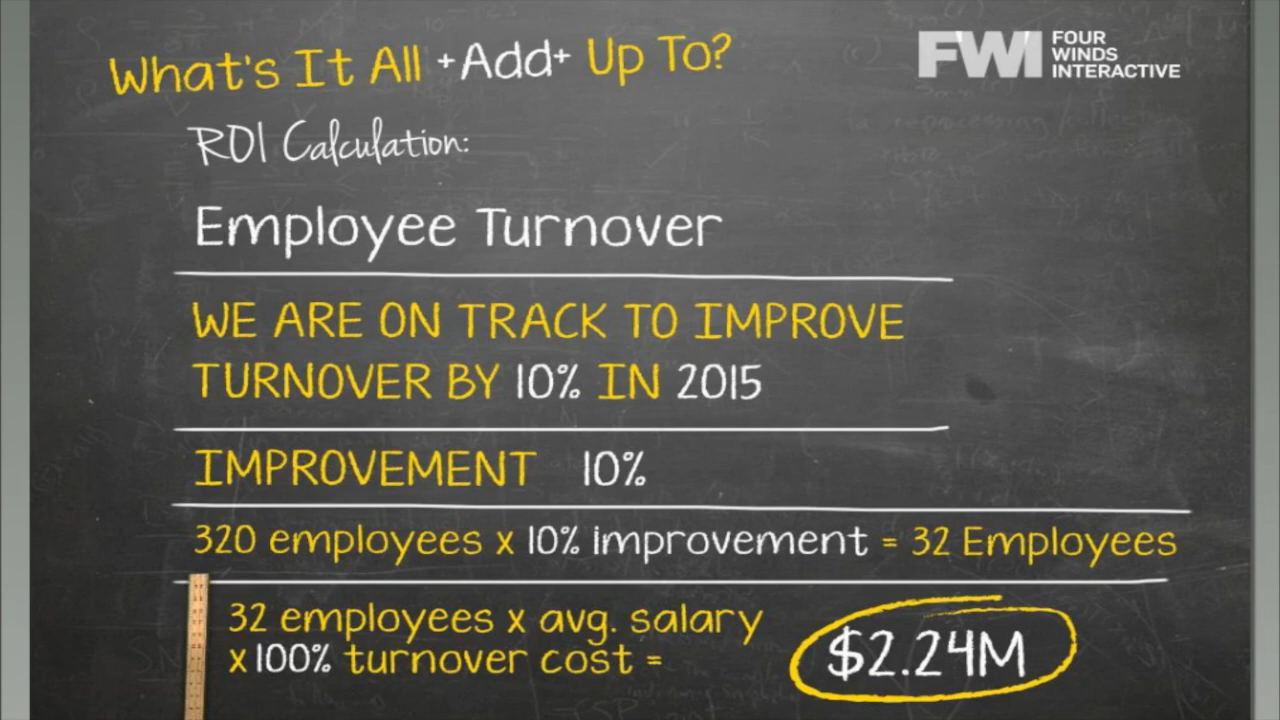 What's It All +Add+ Up To?
FWI FOUR
WINDS
INTERACTIVE
ROI Calculation:
Employee Turnover
WE ARE ON TRACK TO IMPROVE
TURNOVER BY 10% IN 2015
IMPROVEMENT 10%
320 employees x 10% improvement = 32 Employees
32 employees x avg. salary
x 100% turnover cost =
$2.24M